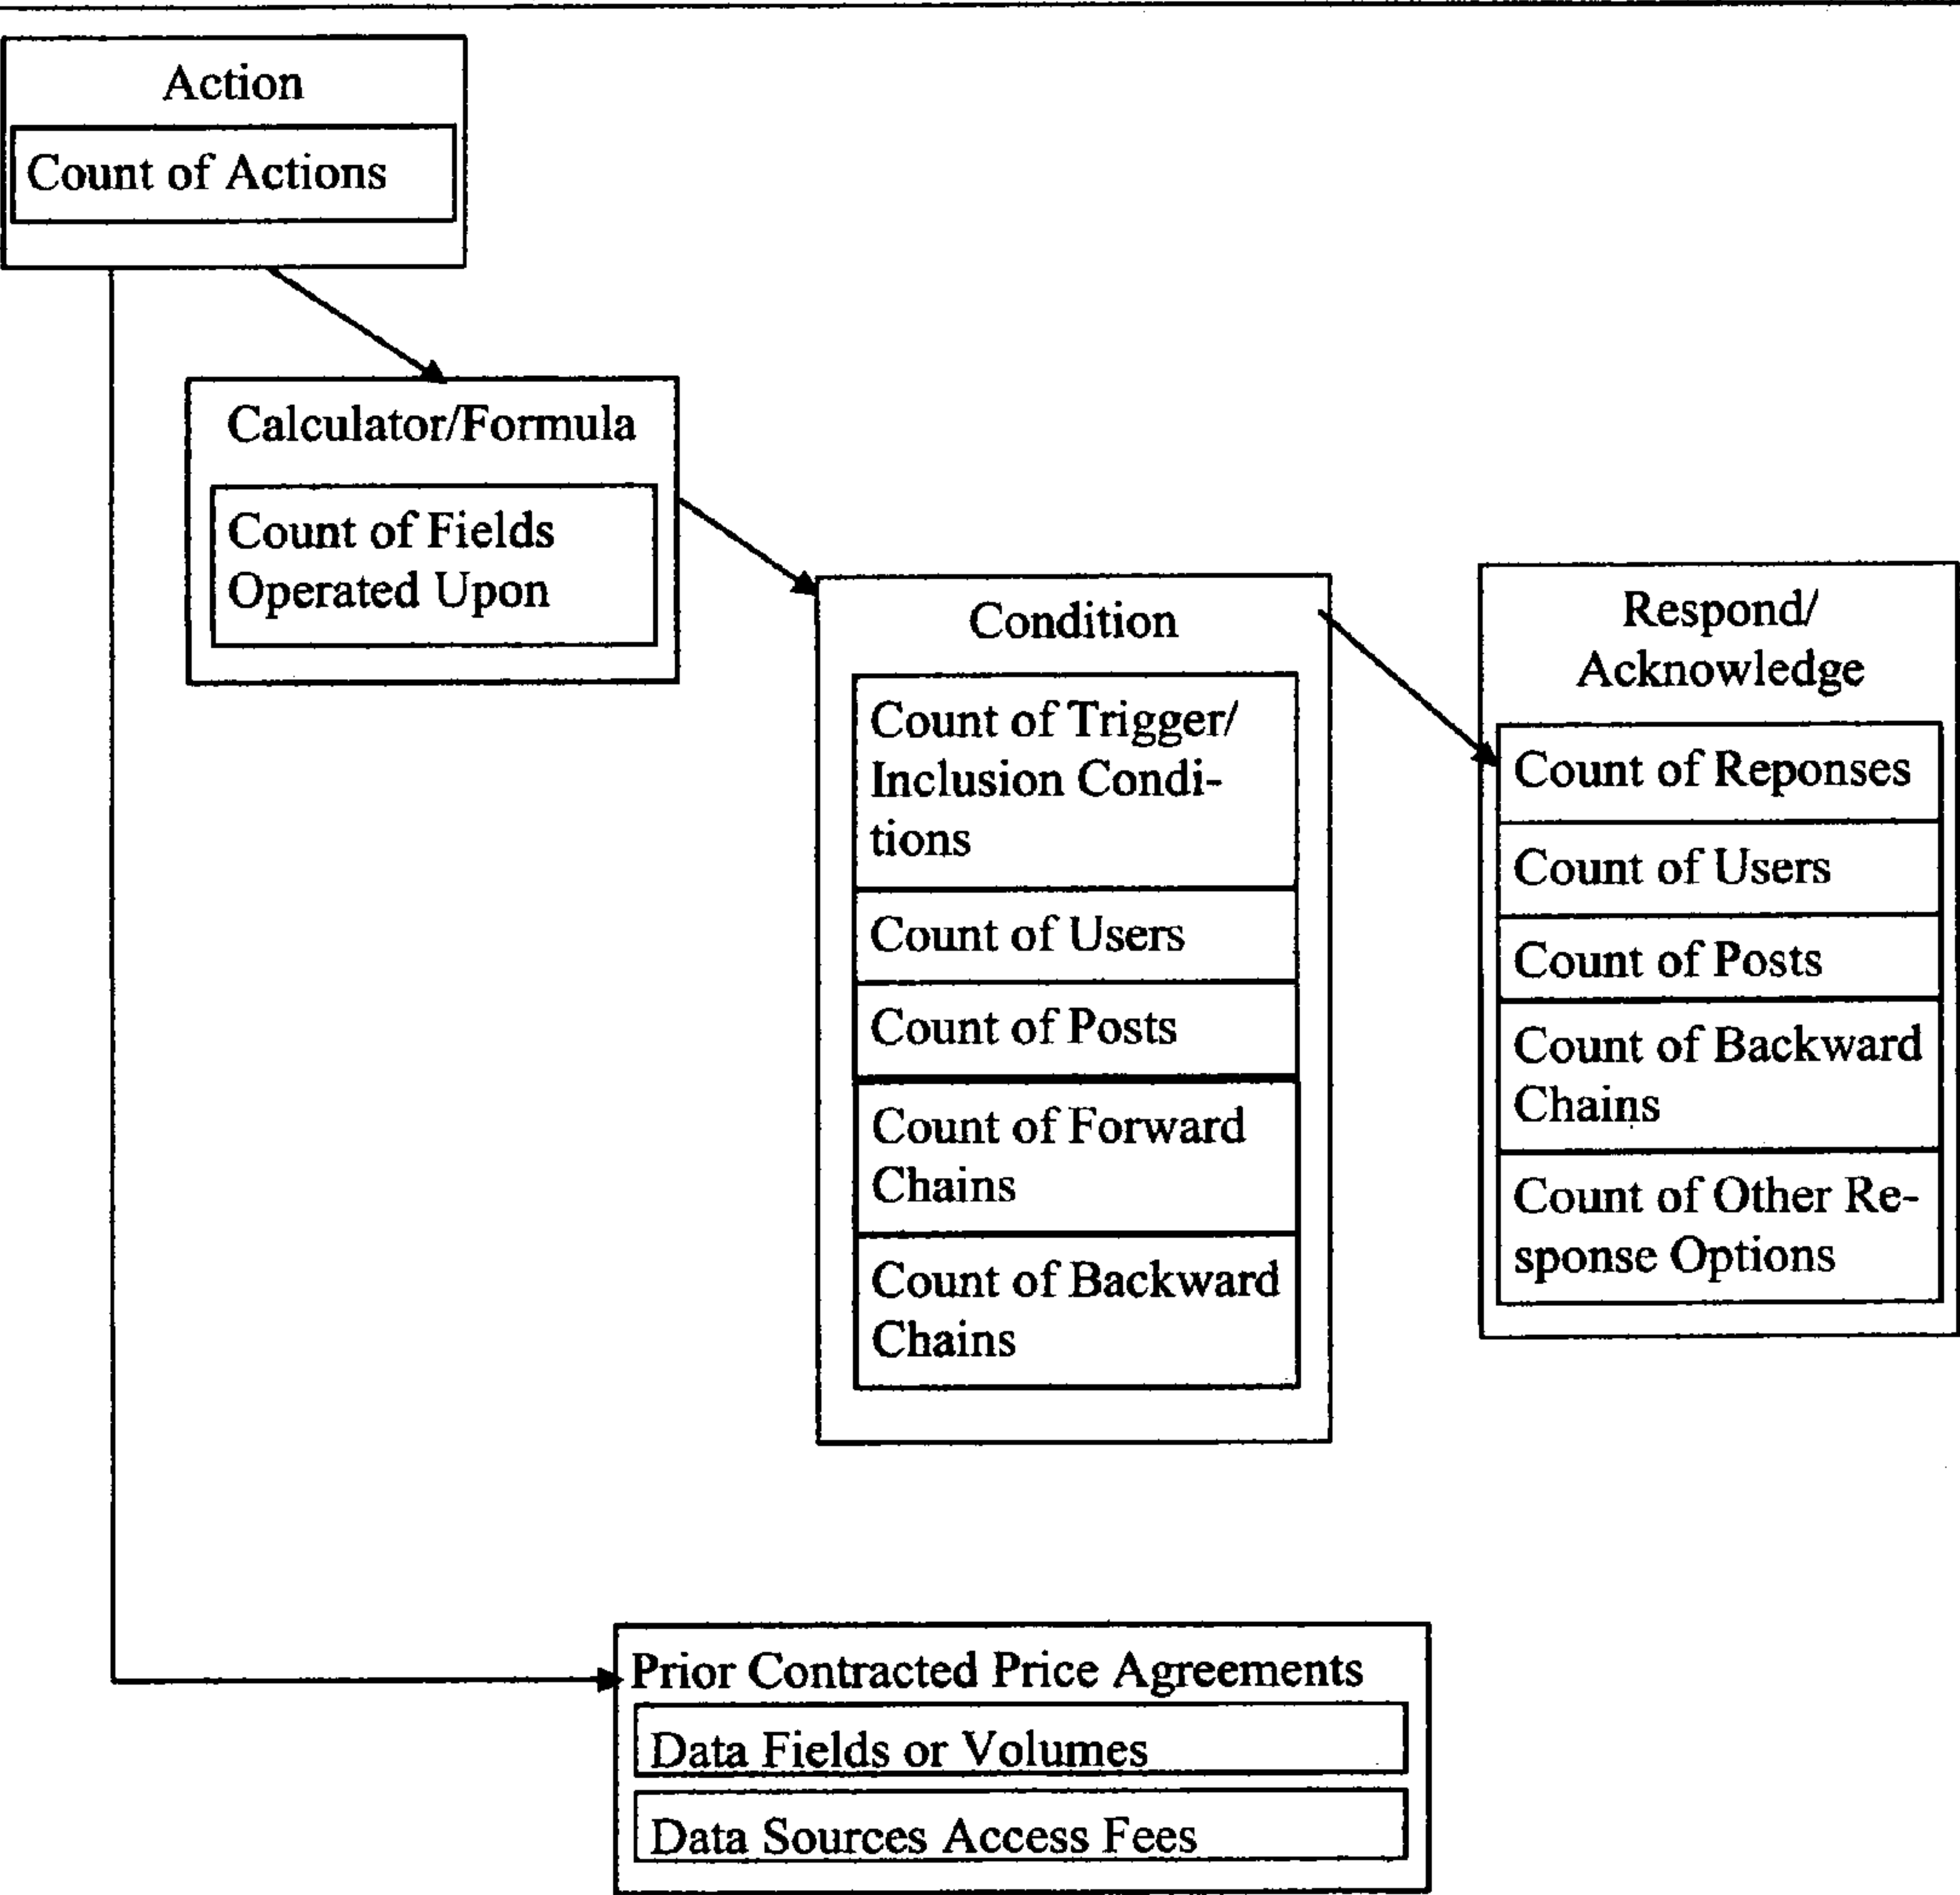 Action
Count of Actions
Calculator/Formula
Count of Fields
Operated Upon
Condition
Count of Trigger/
Inclusion Condi-
tions
Count of Users
Count of Posts
Count of Forward
Chains
Count of Backward
Chains
Respond/
Acknowledge
Count of Reponses
Count of Users
Count of Posts
Count of Backward
Chains
Count of Other Re-
sponse Options
Prior Contracted Price Agreements
Data Fields or Volumes
Data Sources Access Fees